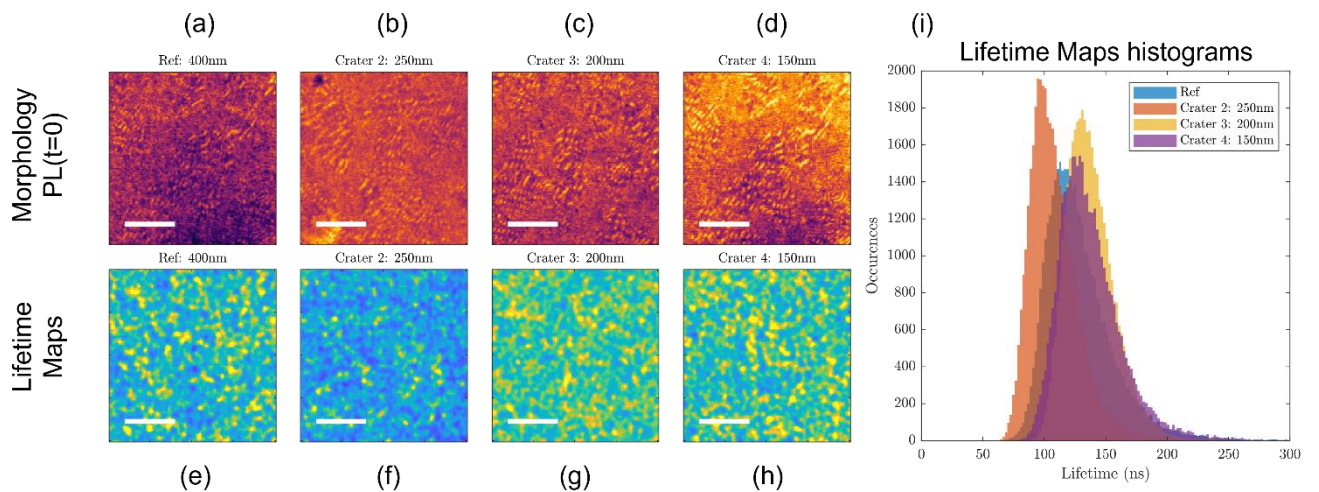 (a)
(b)
(c)
(d)
(i)
Ref: 400nm
Crater 2: 250nm
Crater 3: 200nm
Crater 4: 150nm
Lifetime Maps histograms
Morphology
PL(t=0)
Ref: 400nm
Crater 2: 250nm
Crater 3: 200nm
Crater 4: 150nm
Lifetime
Maps
(e)
(f)
(g)
(h)
2000
1800
1600
1400
1200
1000
800
600
400
200
0
Occurences
Ref
Crater 2: 250nm
Crater 3: 200nm
Crater 4: 150nm
0
50
100
150
200
250
300
Lifetime (ns)